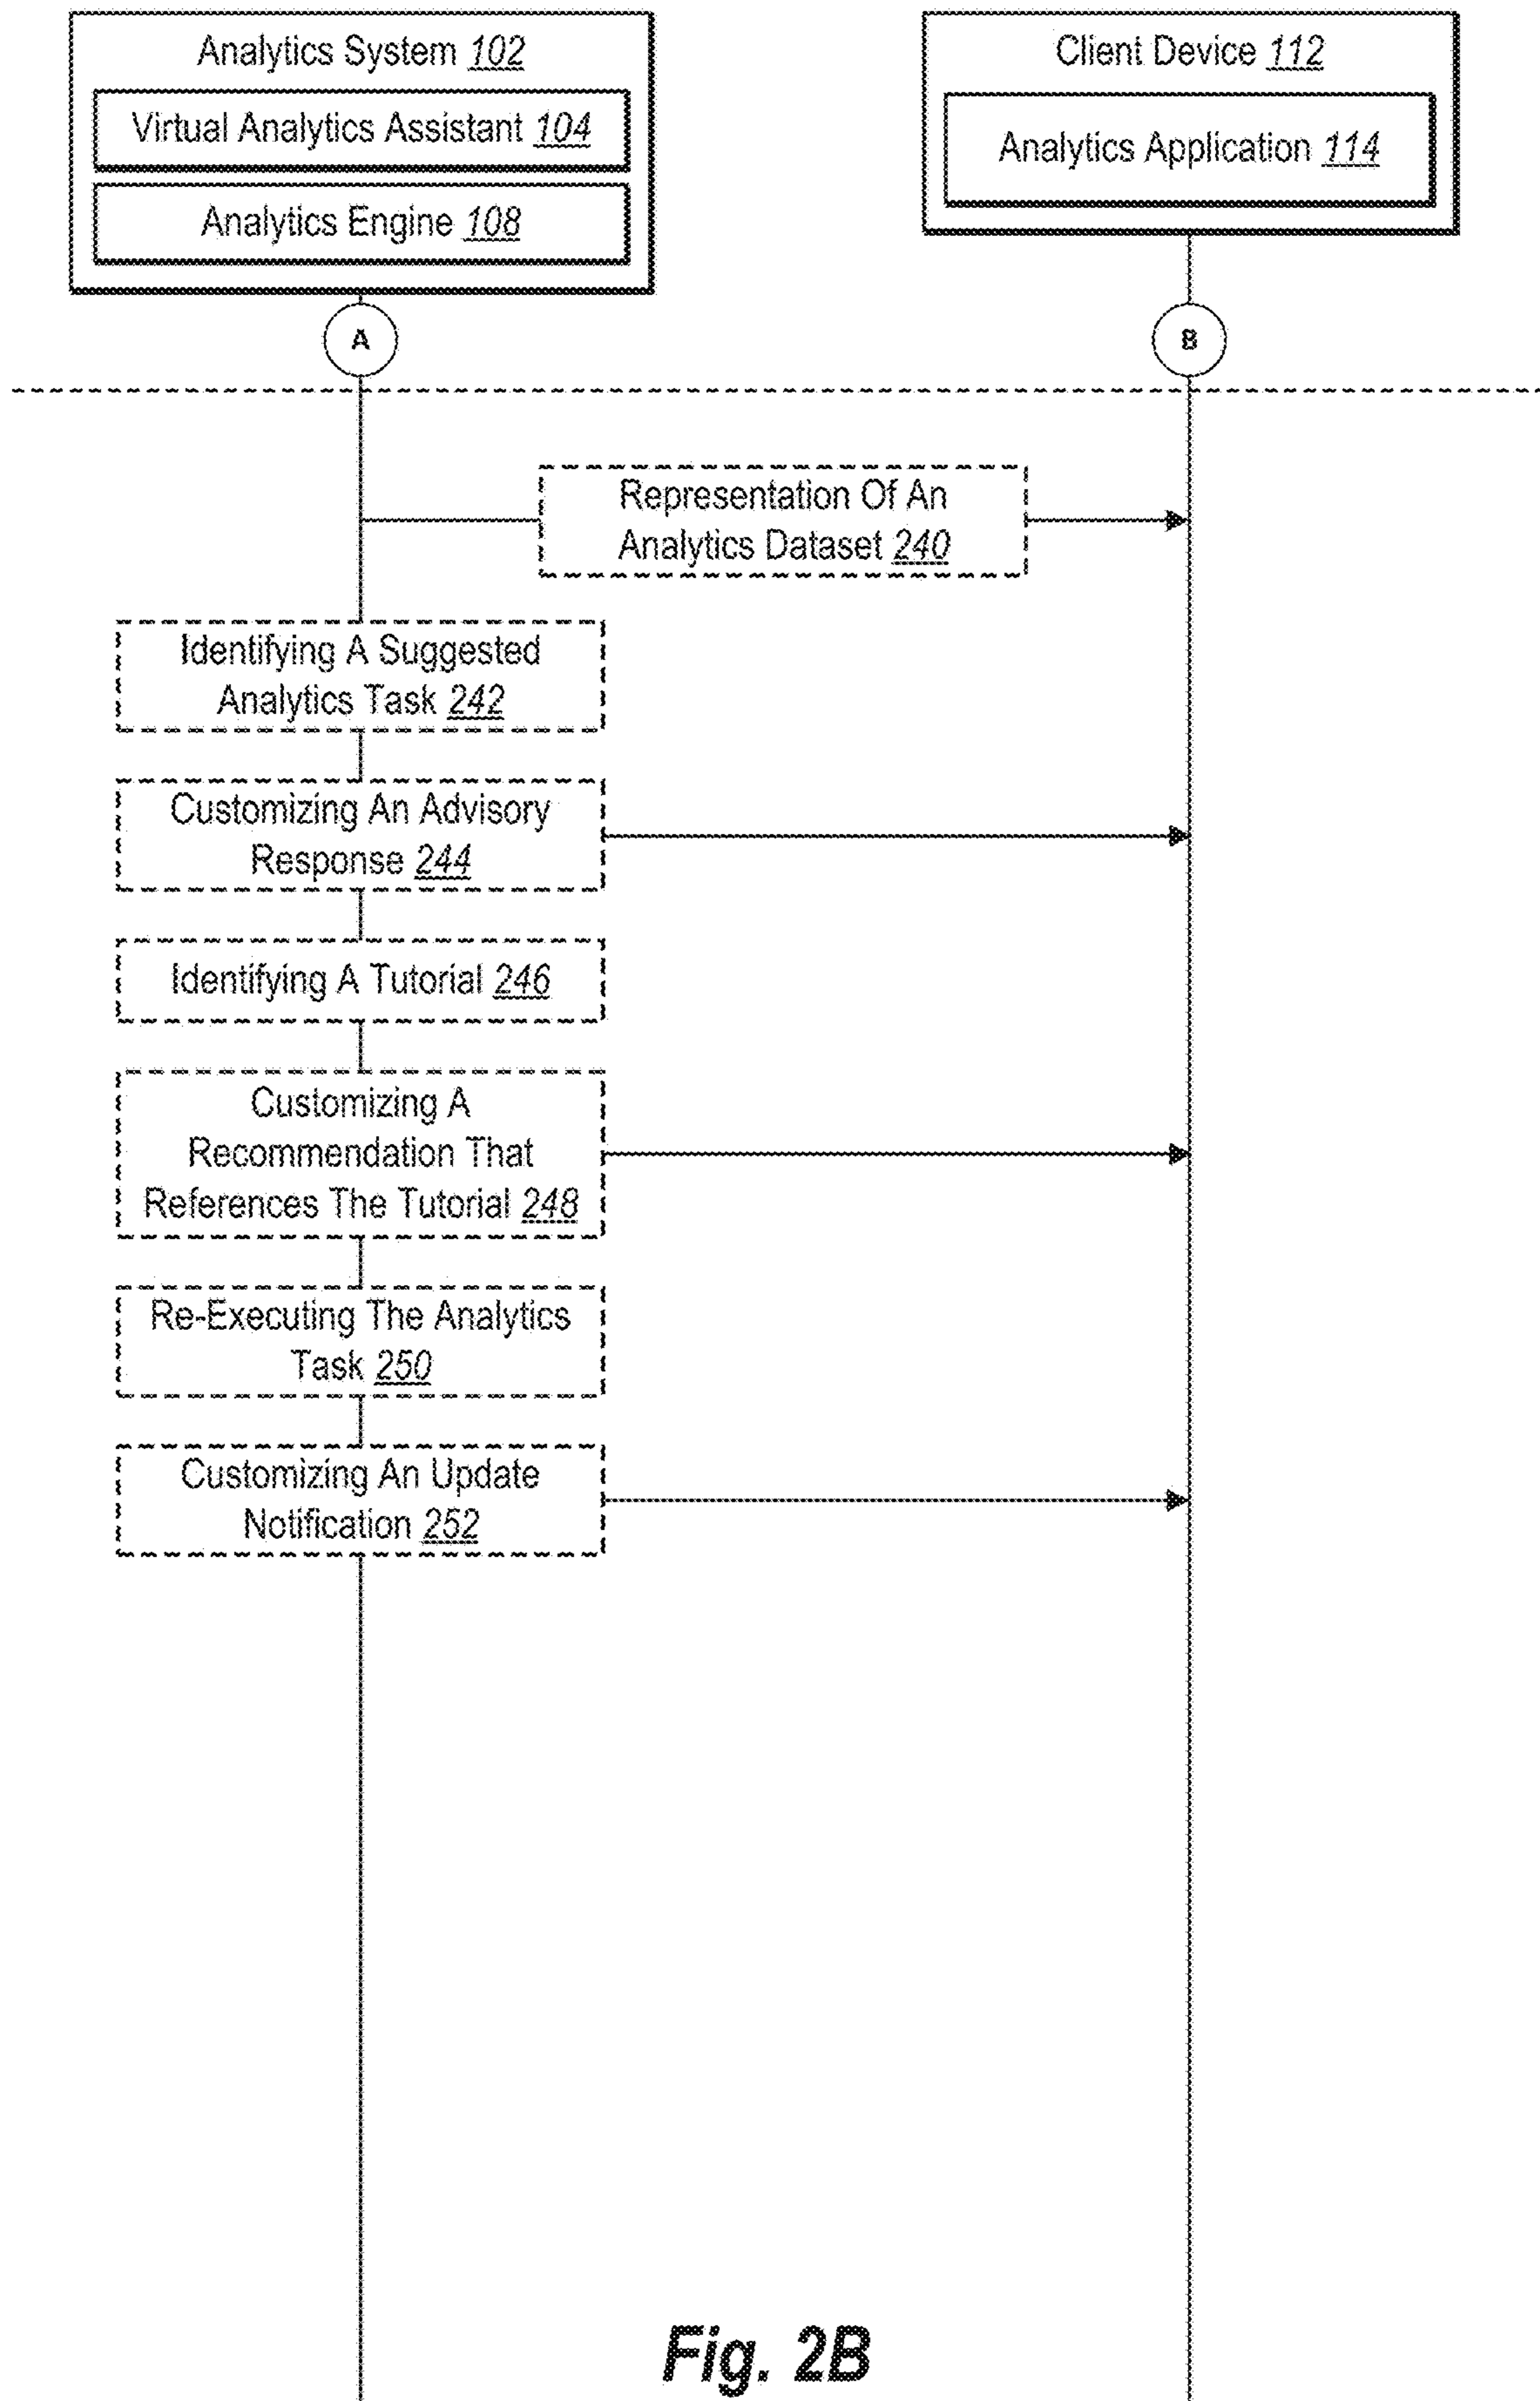 Analytics System 102
Virtual Analytics Assistant 104
Analytics Engine 108
Client Device 112
Analytics Application 114
A
B
Representation Of An
Analytics Dataset 240
Identifying A Suggested
Analytics Task 242
Customizing An Advisory
Response 244
Identifying A Tutorial 246
Customizing A
Recommendation That
References The Tutorial 248
Re-Executing The Analytics
Task 250
Customizing An Update
Notification 252
Fig. 2B